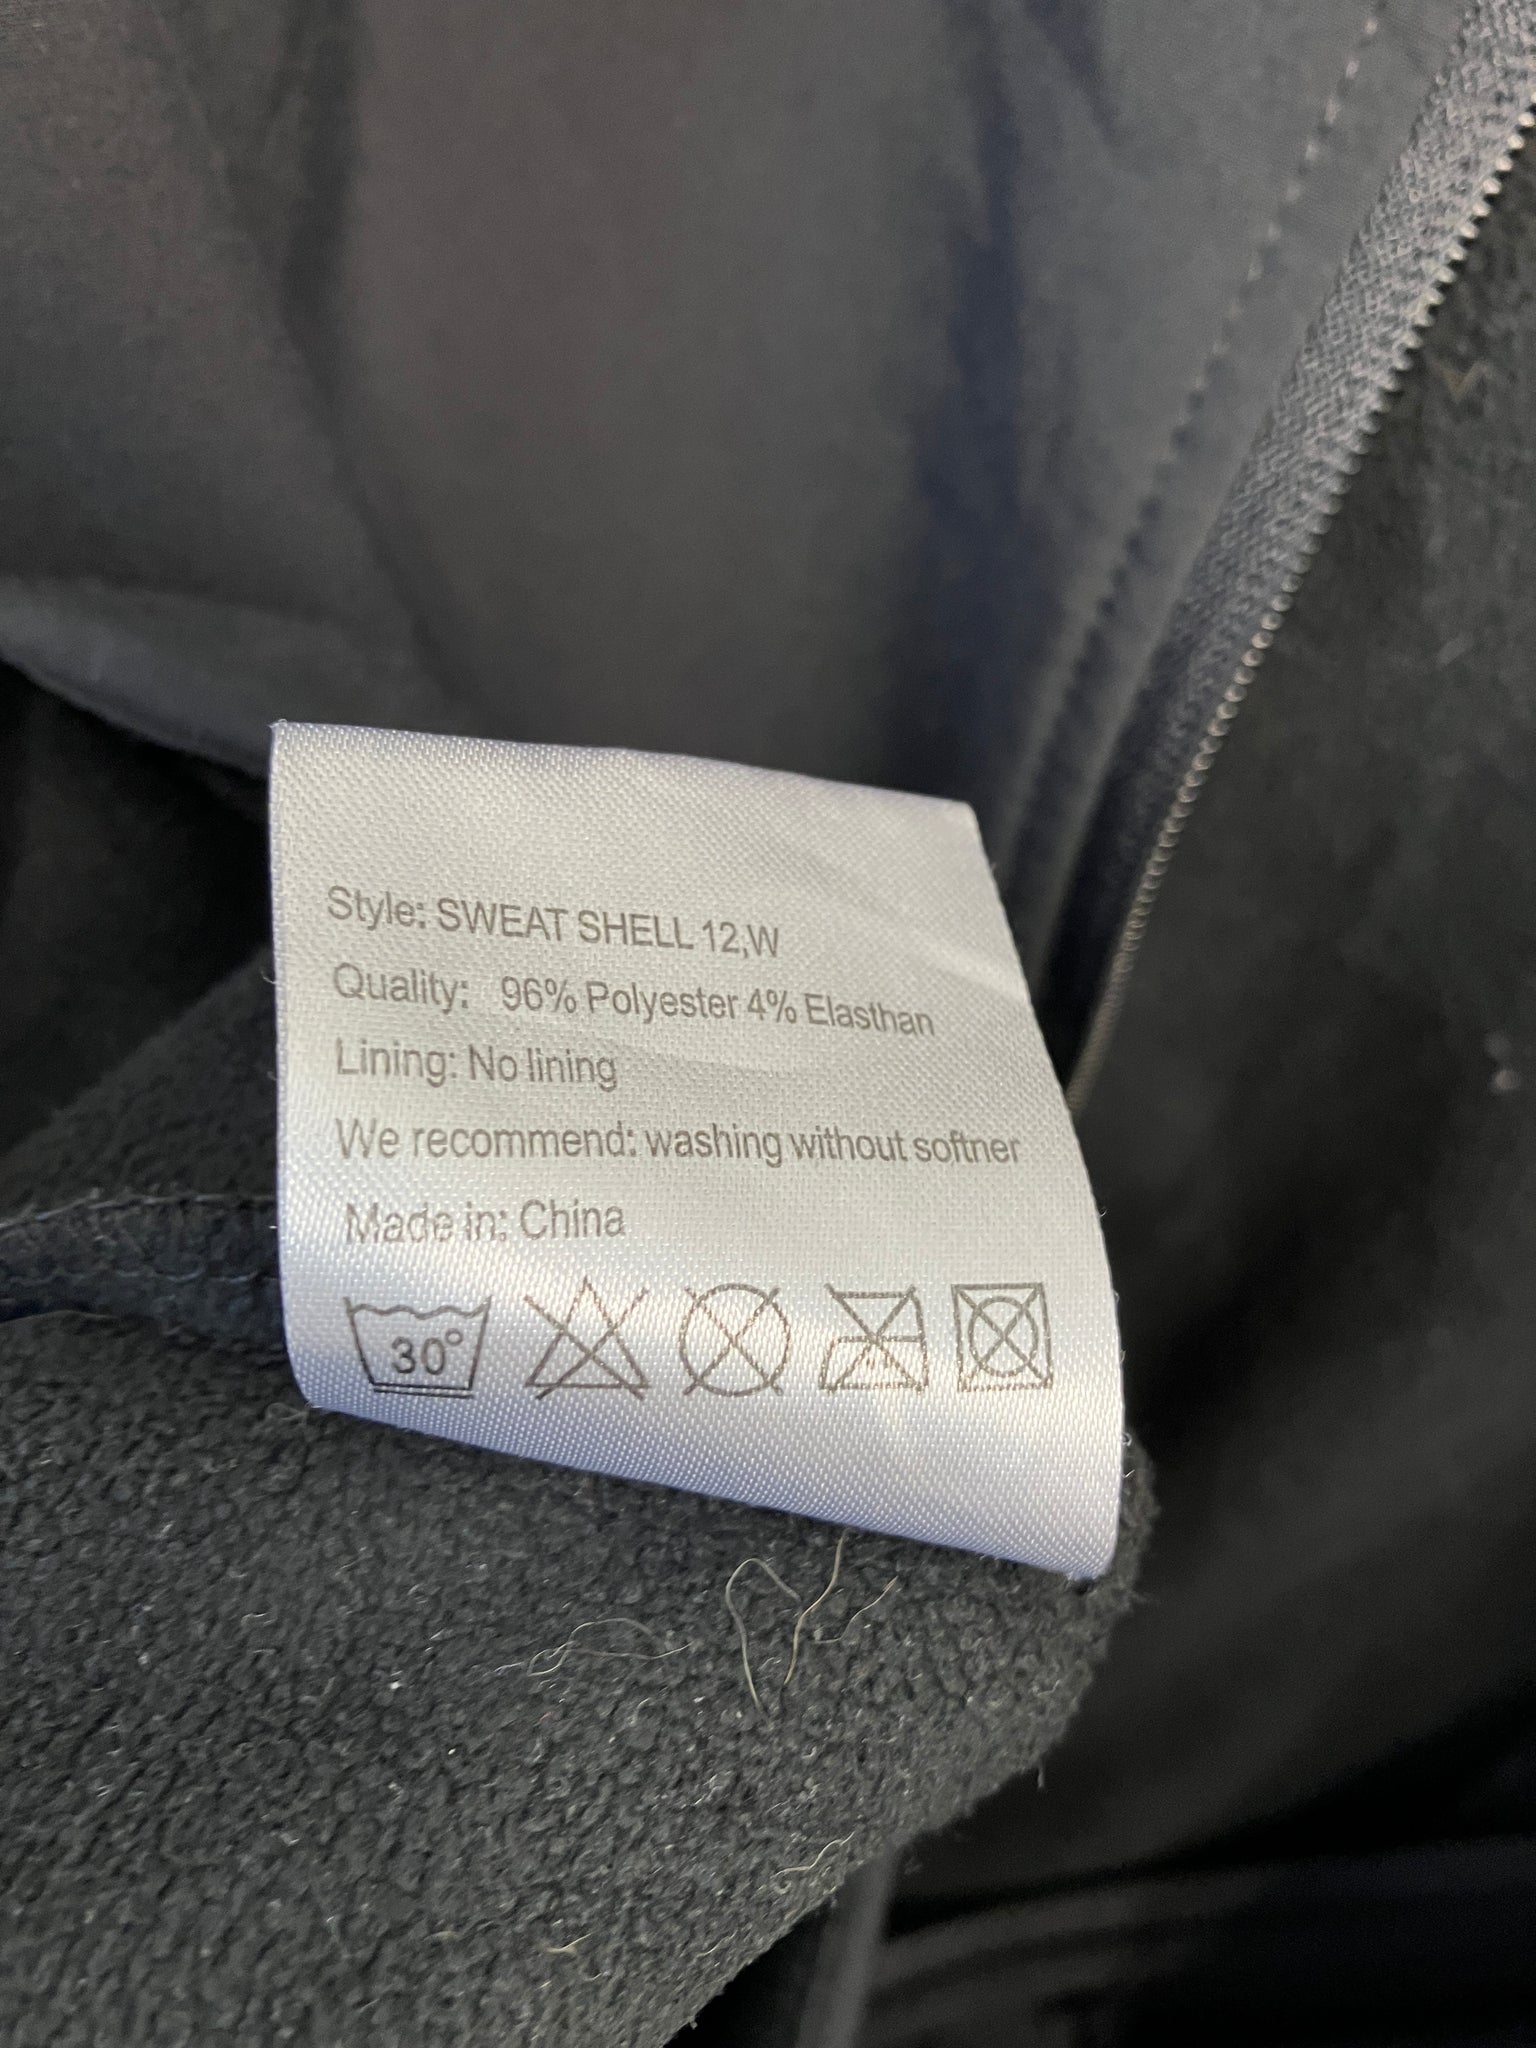 Style: SWEAT SHELL 12,W
Quality: 96% Polyester 4% Elasthan
Lining: No lining
We recommend: washing without softner
Made in: China
30°